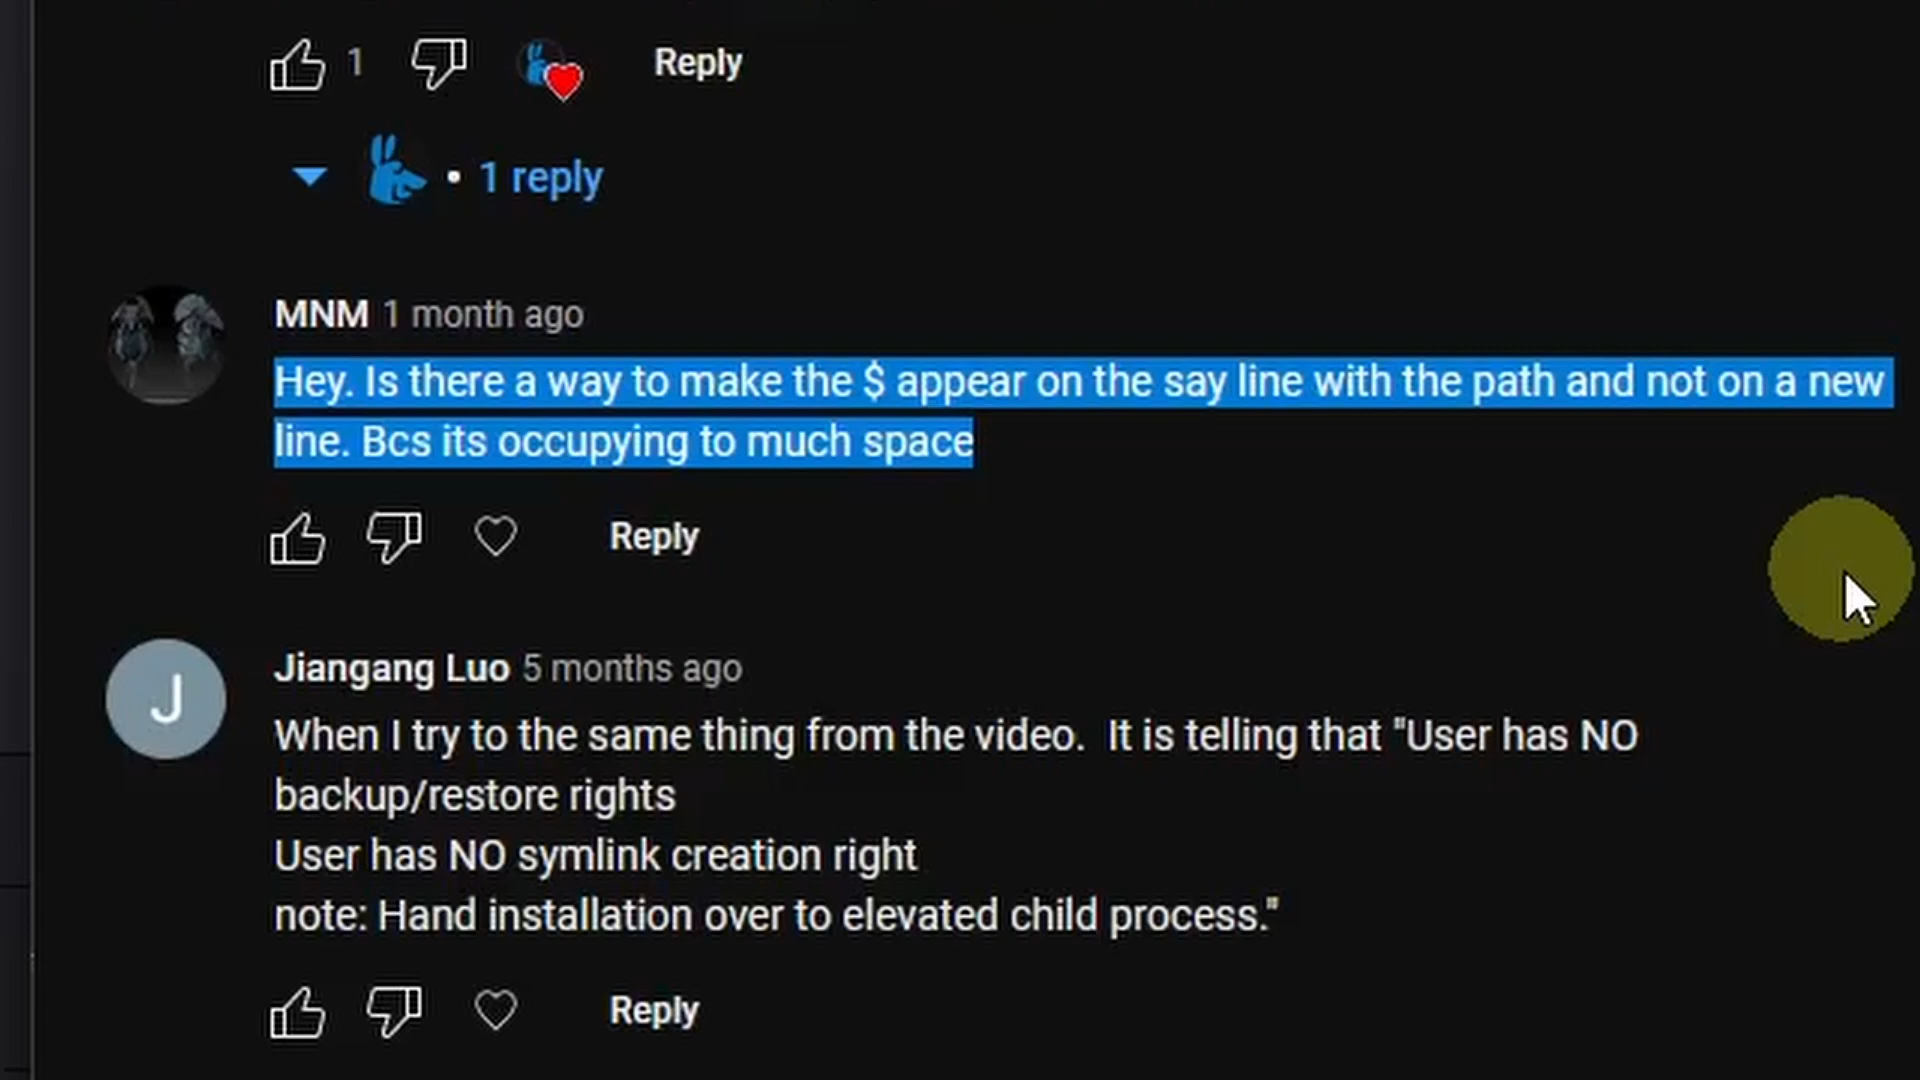 1 Reply
• 1 reply
MNM 1 month ago
Hey. Is there a way to make the $ appear on the say line with the path and not on a new
line. Bcs its occupying to much space
Reply
J
Jiangang Luo 5 months ago
When I try to the same thing from the video.  It is telling that "User has NO
backup/restore rights
User has NO symlink creation right
note: Hand installation over to elevated child process."
Reply